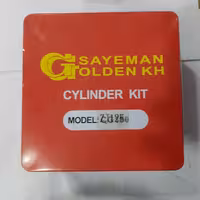 SAYEMAN
GOLDEN KH
CYLINDER KIT
MODEL: